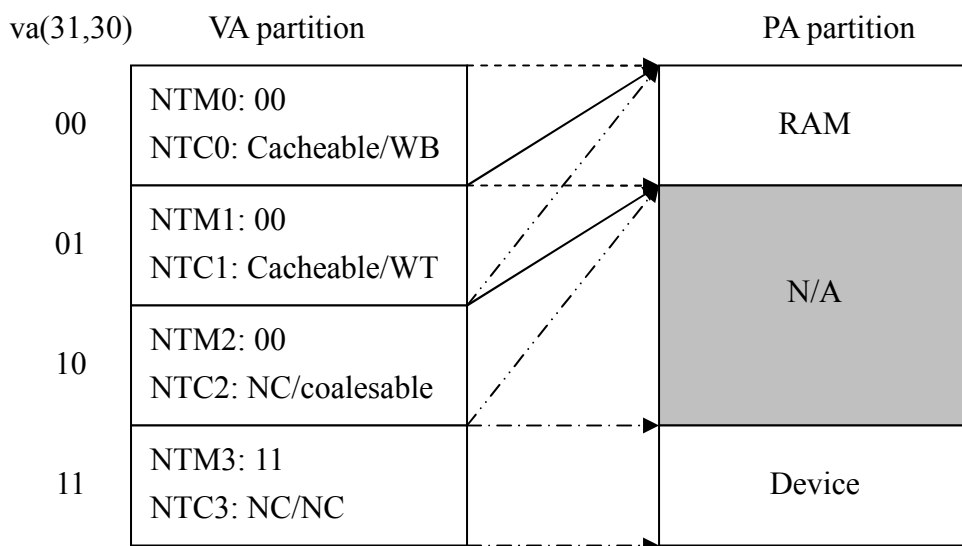 va(31,30) VA partition PA partition
00
NTM0: 00
NTC0: Cacheable/WB
RAM
01
NTM1: 00
NTC1: Cacheable/WT
N/A
10
NTM2: 00
NTC2: NC/coalesable
11
NTM3: 11
NTC3: NC/NC
Device